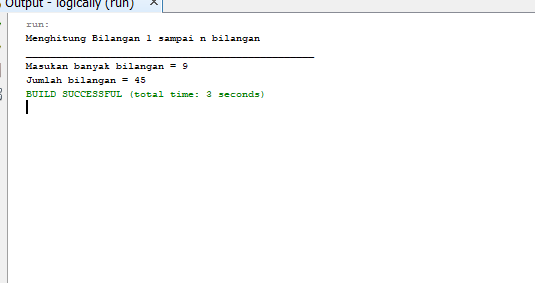 Output - logically (run) X
run:
Menghitung Bilangan 1 sampai n bilangan
Masukan banyak bilangan = 9
Jumlah bilangan = 45
BUILD SUCCESSFUL (total time: 3 seconds)